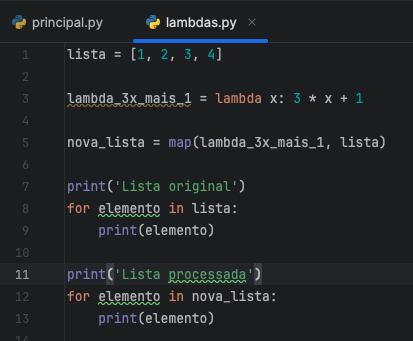 principal.py lambdas.py ×
1 lista = [1, 2, 3, 4]
2
3 lambda_3x_mais_1 = lambda x: 3 * x + 1
4
5 nova_lista = map(lambda_3x_mais_1, lista)
6
7 print('Lista original')
8 for elemento in lista:
9     print(elemento)
10
11 print('Lista processada')
12 for elemento in nova_lista:
13     print(elemento)
14